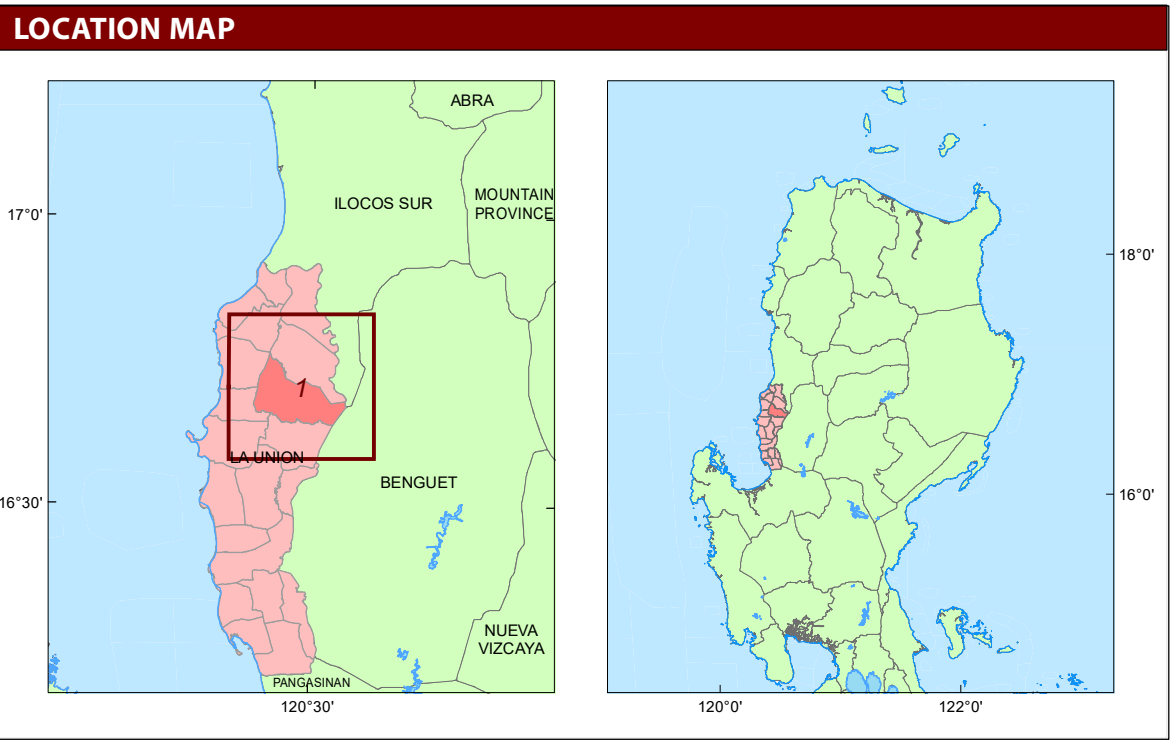 LOCATION MAP
ABRA
ILOCOS SUR
MOUNTAIN
PROVINCE
17°0'
18°0'
1
LA UNION
BENGUET
16°30'
16°0'
NUEVA
VIZCAYA
PANGASINAN
120°30'
120°0'
122°0'